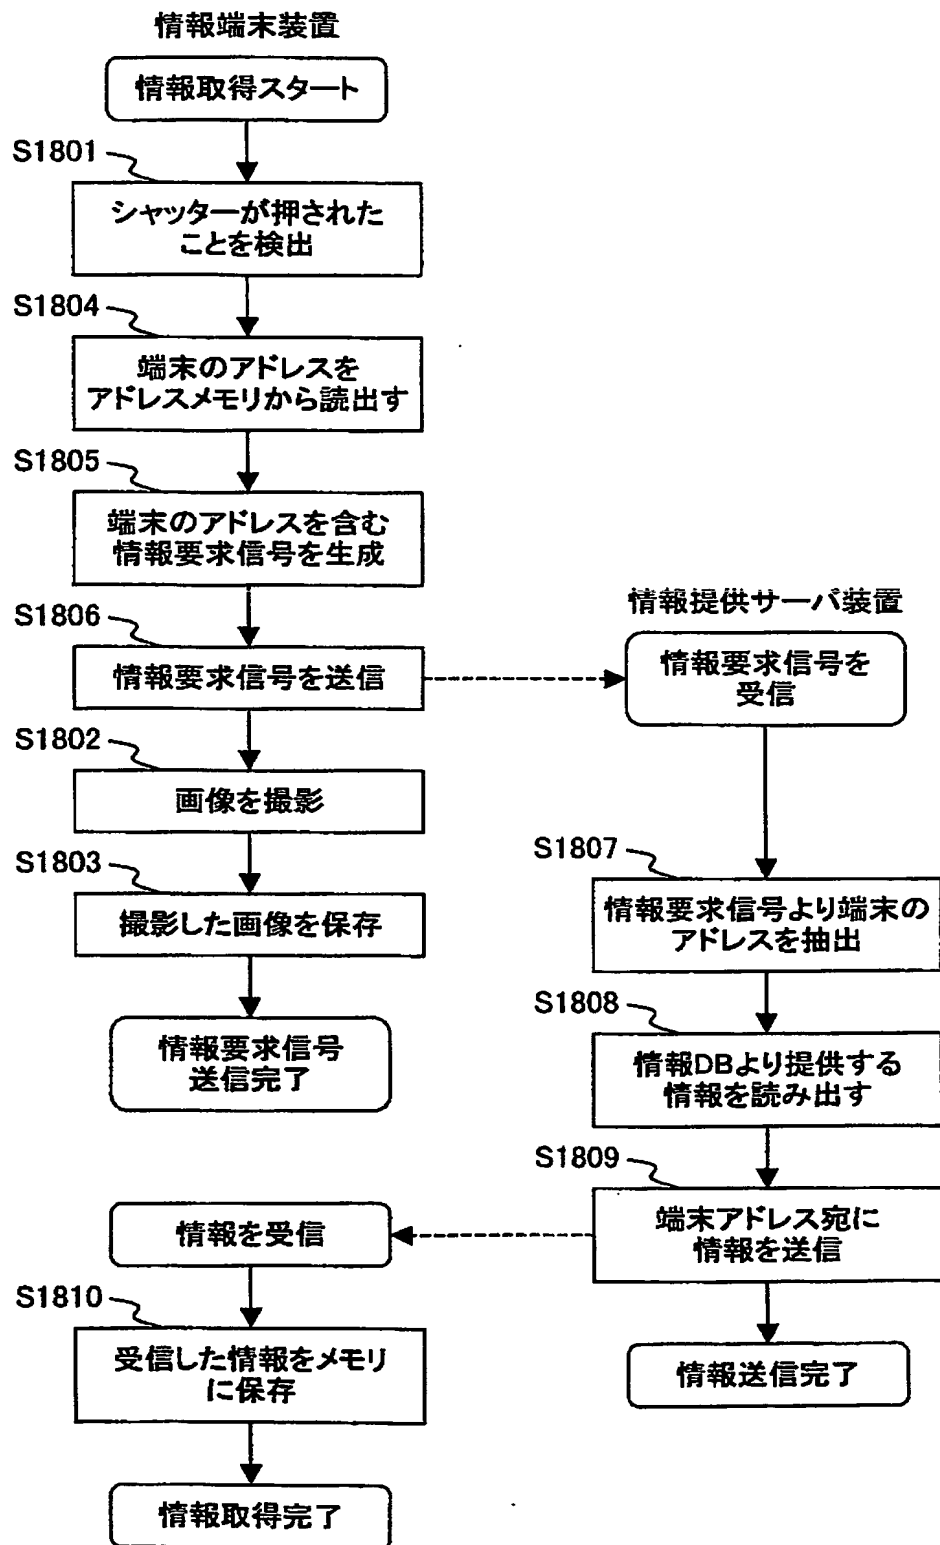 情報端末装置
情報取得スタート
S1801
シャッターが押された
ことを検出
S1804
端末のアドレスを
アドレスメモリから読出す
S1805
端末のアドレスを含む
情報要求信号を生成
S1806
情報要求信号を送信
S1802
画像を撮影
S1803
撮影した画像を保存
情報要求信号
送信完了
情報提供サーバ装置
情報要求信号を
受信
S1807
情報要求信号より端末の
アドレスを抽出
S1808
情報DBより提供する
情報を読み出す
S1809
端末アドレス宛に
情報を送信
情報送信完了
情報を受信
S1810
受信した情報をメモリ
に保存
情報取得完了